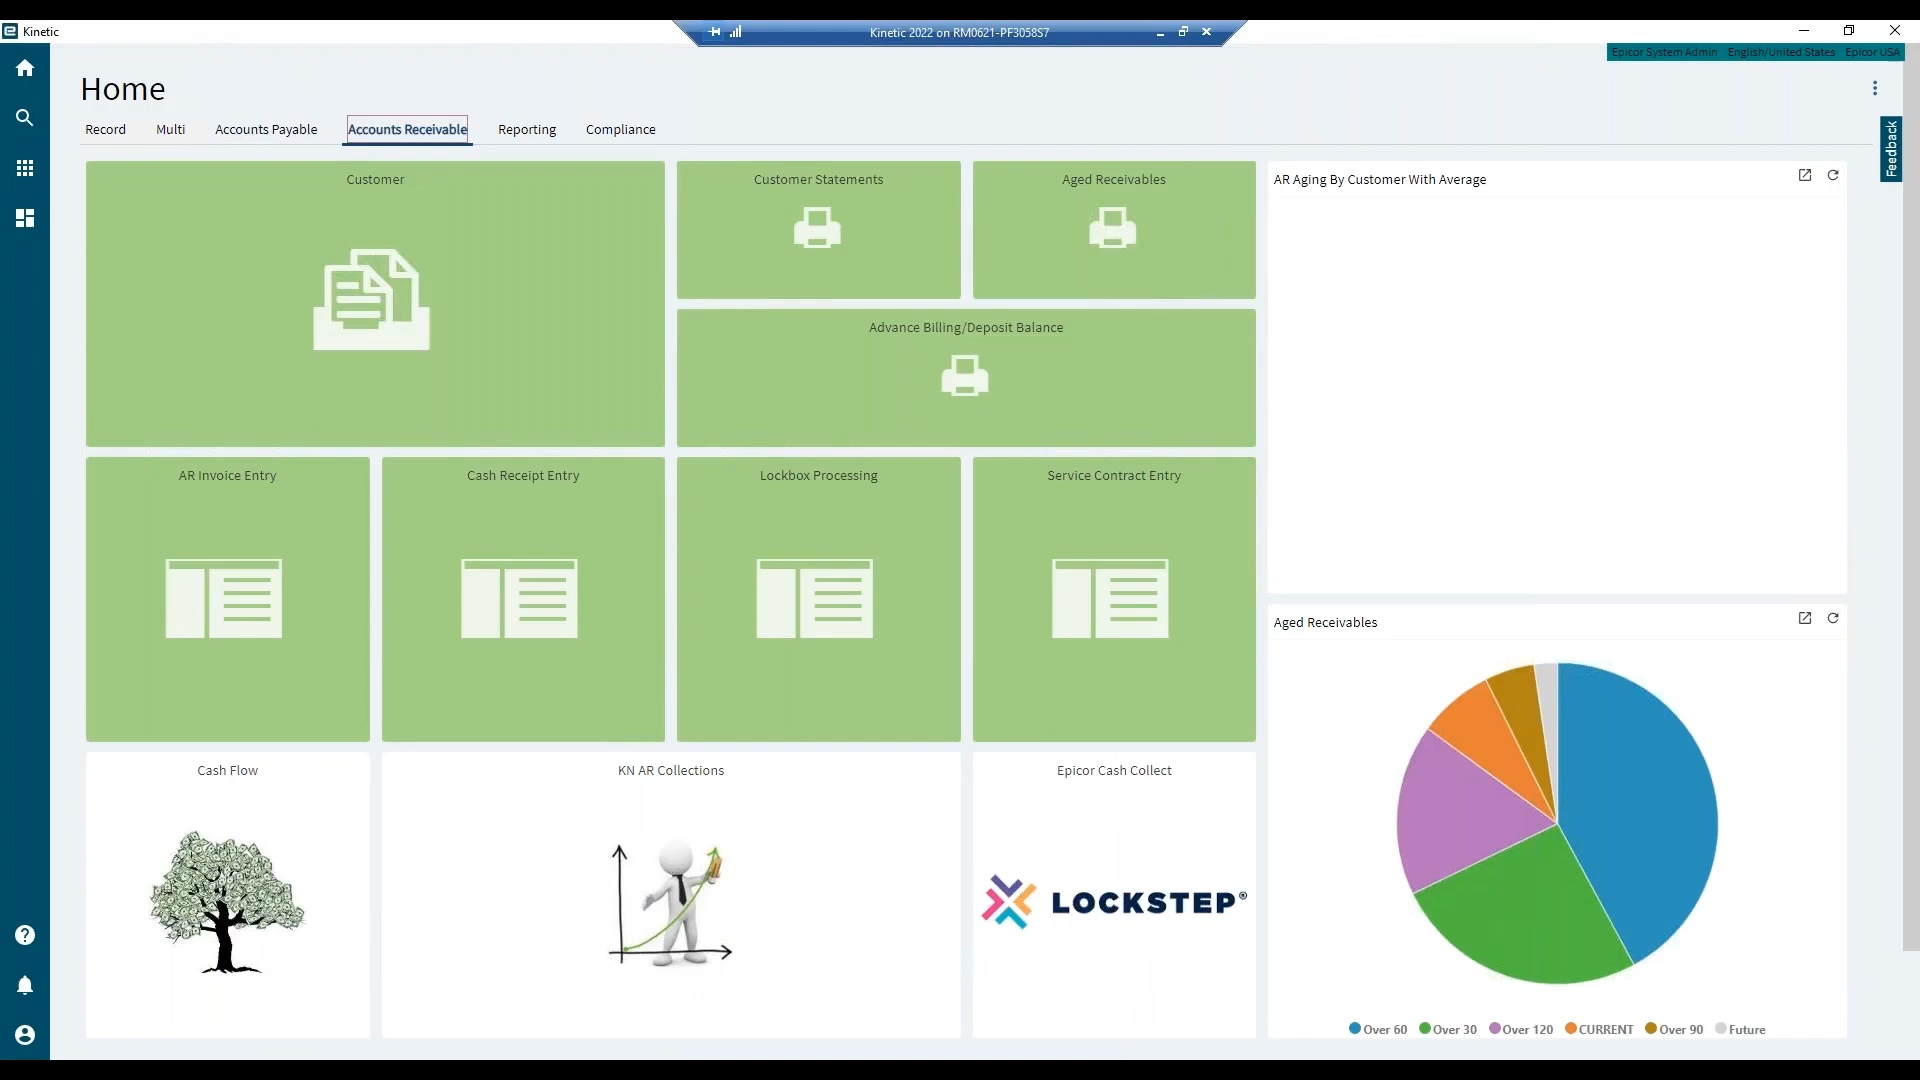 Kinetic
Kinetic 2022 on RM0621-PF3058S7
Epicor System Admin English/United States Epicor USA
Home
Feedback
Record Multi Accounts Payable Accounts Receivable Reporting Compliance
Customer
Customer Statements
Aged Receivables
AR Aging By Customer With Average
Advance Billing/Deposit Balance
AR Invoice Entry
Cash Receipt Entry
Lockbox Processing
Service Contract Entry
Aged Receivables
Cash Flow
KN AR Collections
Epicor Cash Collect
LOCKSTEP®
Over 60 Over 30 Over 120 CURRENT Over 90 Future